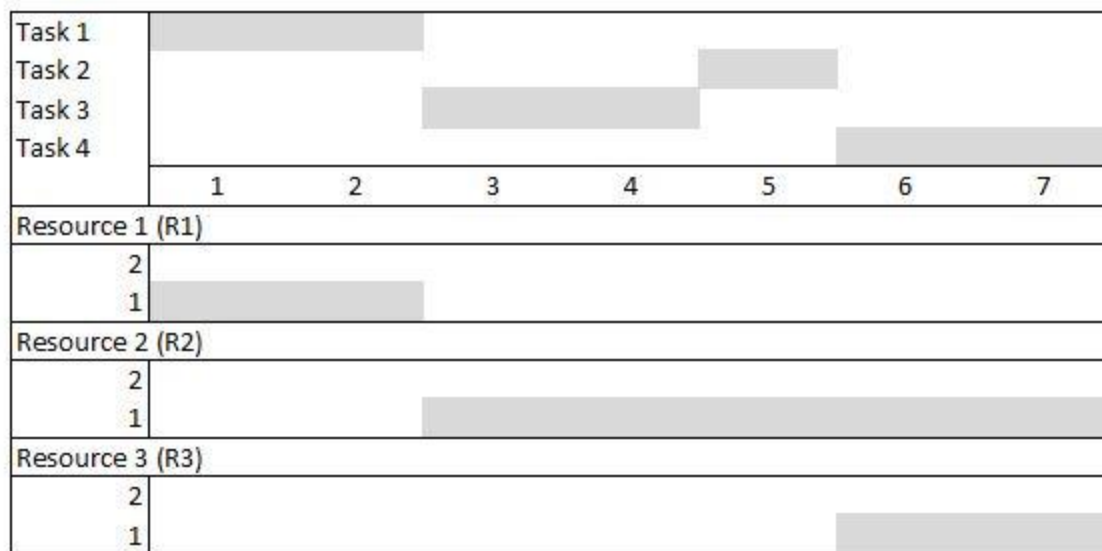 Task 1
Task 2
Task 3
Task 4
1 2 3 4 5 6 7
Resource 1 (R1)
2
1
Resource 2 (R2)
2
1
Resource 3 (R3)
2
1